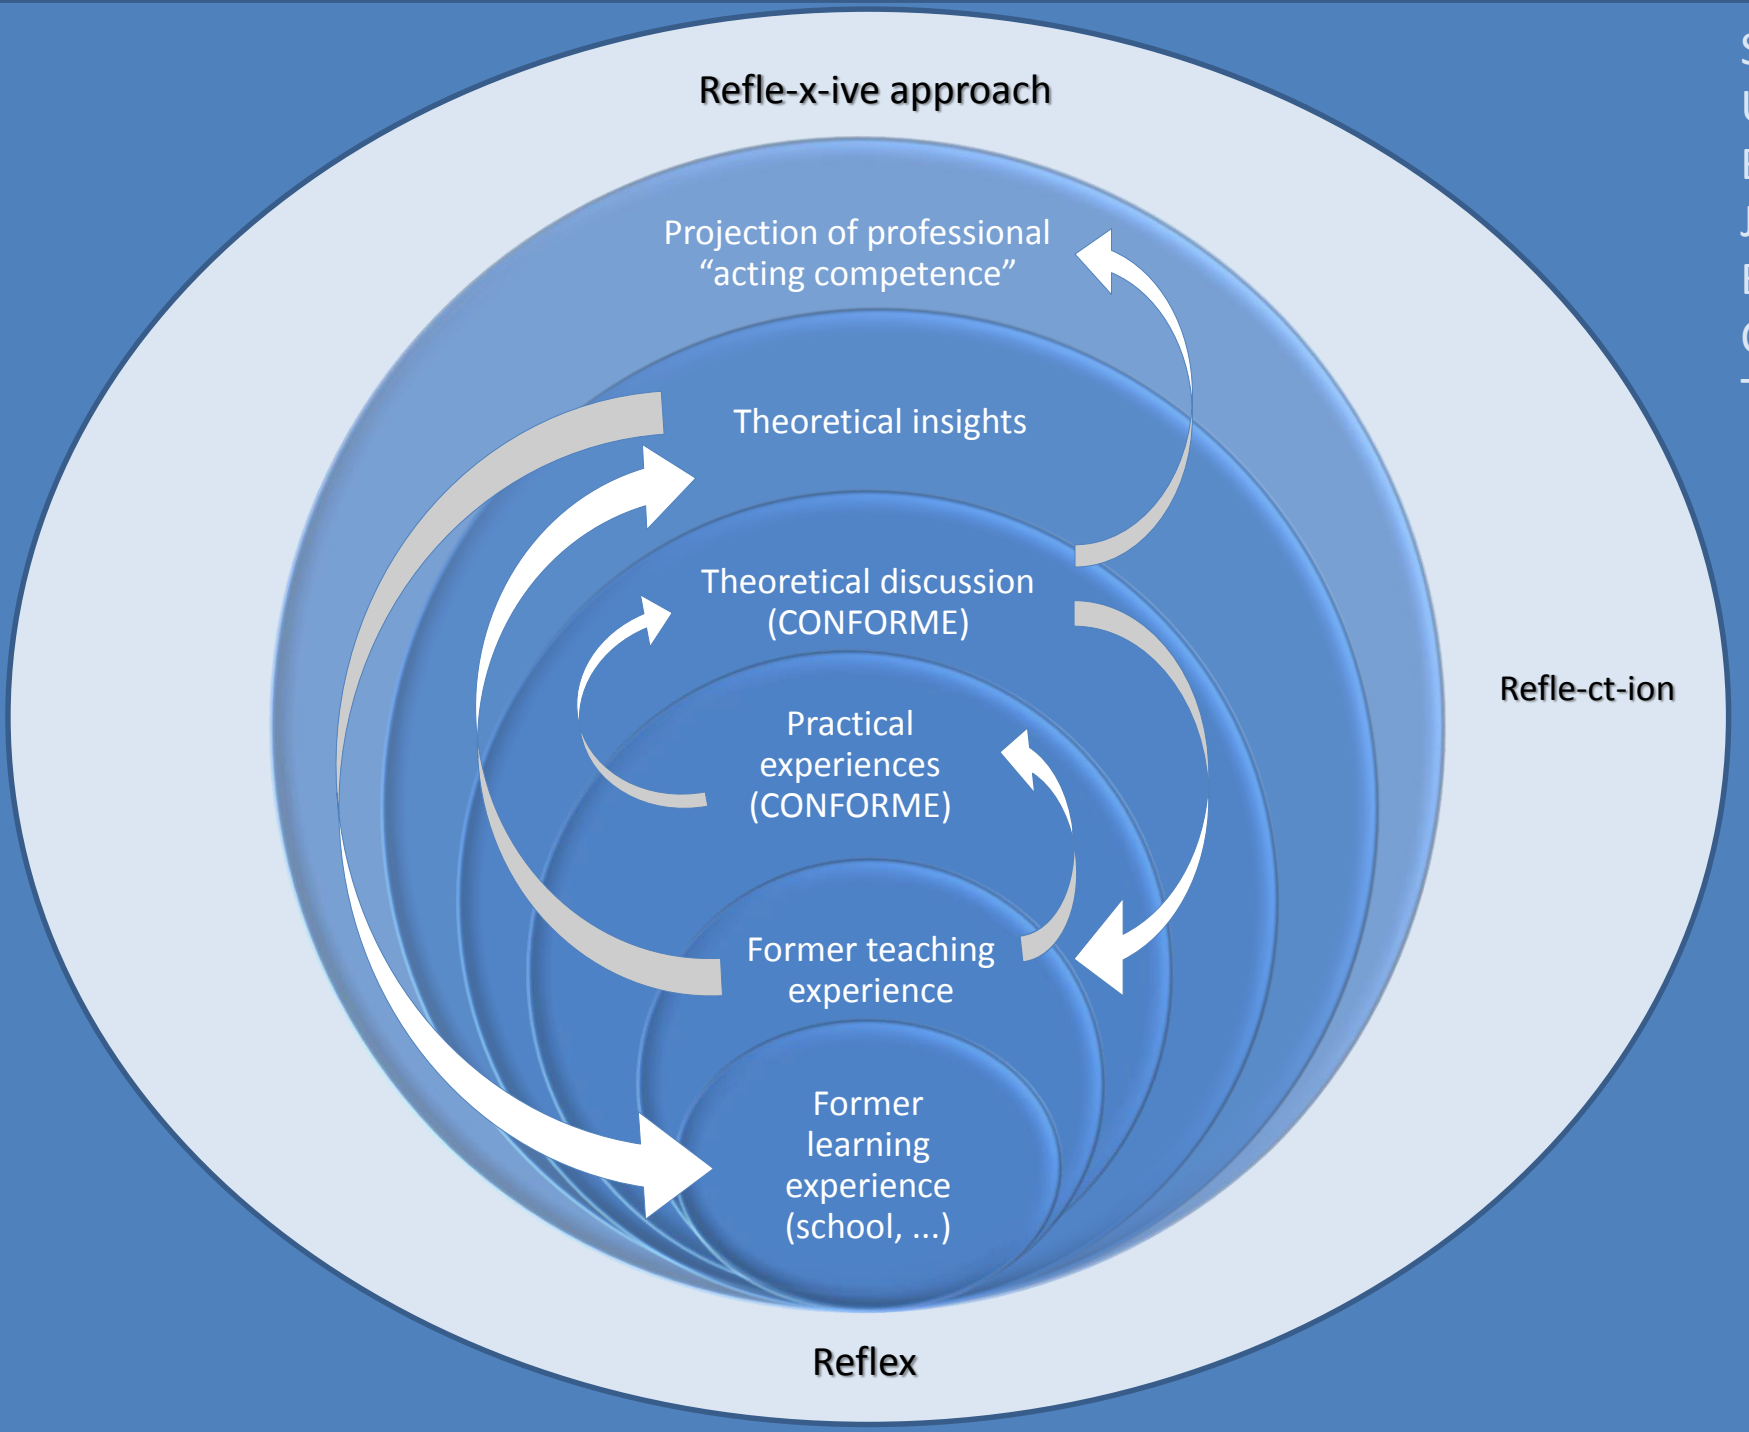 Refle-x-ive approach
Projection of professional
“acting competence”
Theoretical insights
Theoretical discussion
(CONFORME)
Refle-ct-ion
Practical
experiences
(CONFORME)
Former teaching
experience
Former
learning
experience
(school, ...)
Reflex